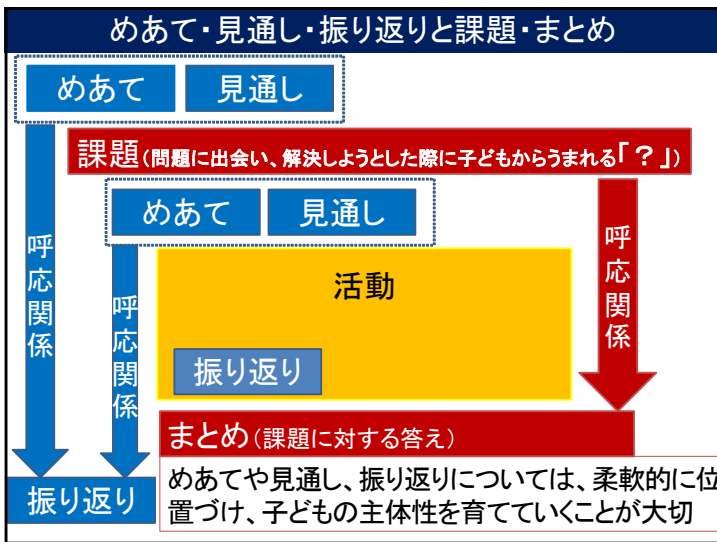 めあて・見通し・振り返りと課題・まとめ
めあて
見通し
課題(問題に出会い、解決しようとした際に子どもからうまれる「？」)
めあて
見通し
呼応関係
呼応関係
活動
呼応関係
振り返り
まとめ(課題に対する答え)
めあてや見通し、振り返りについては、柔軟的に位
置づけ、子どもの主体性を育てていくことが大切
振り返り